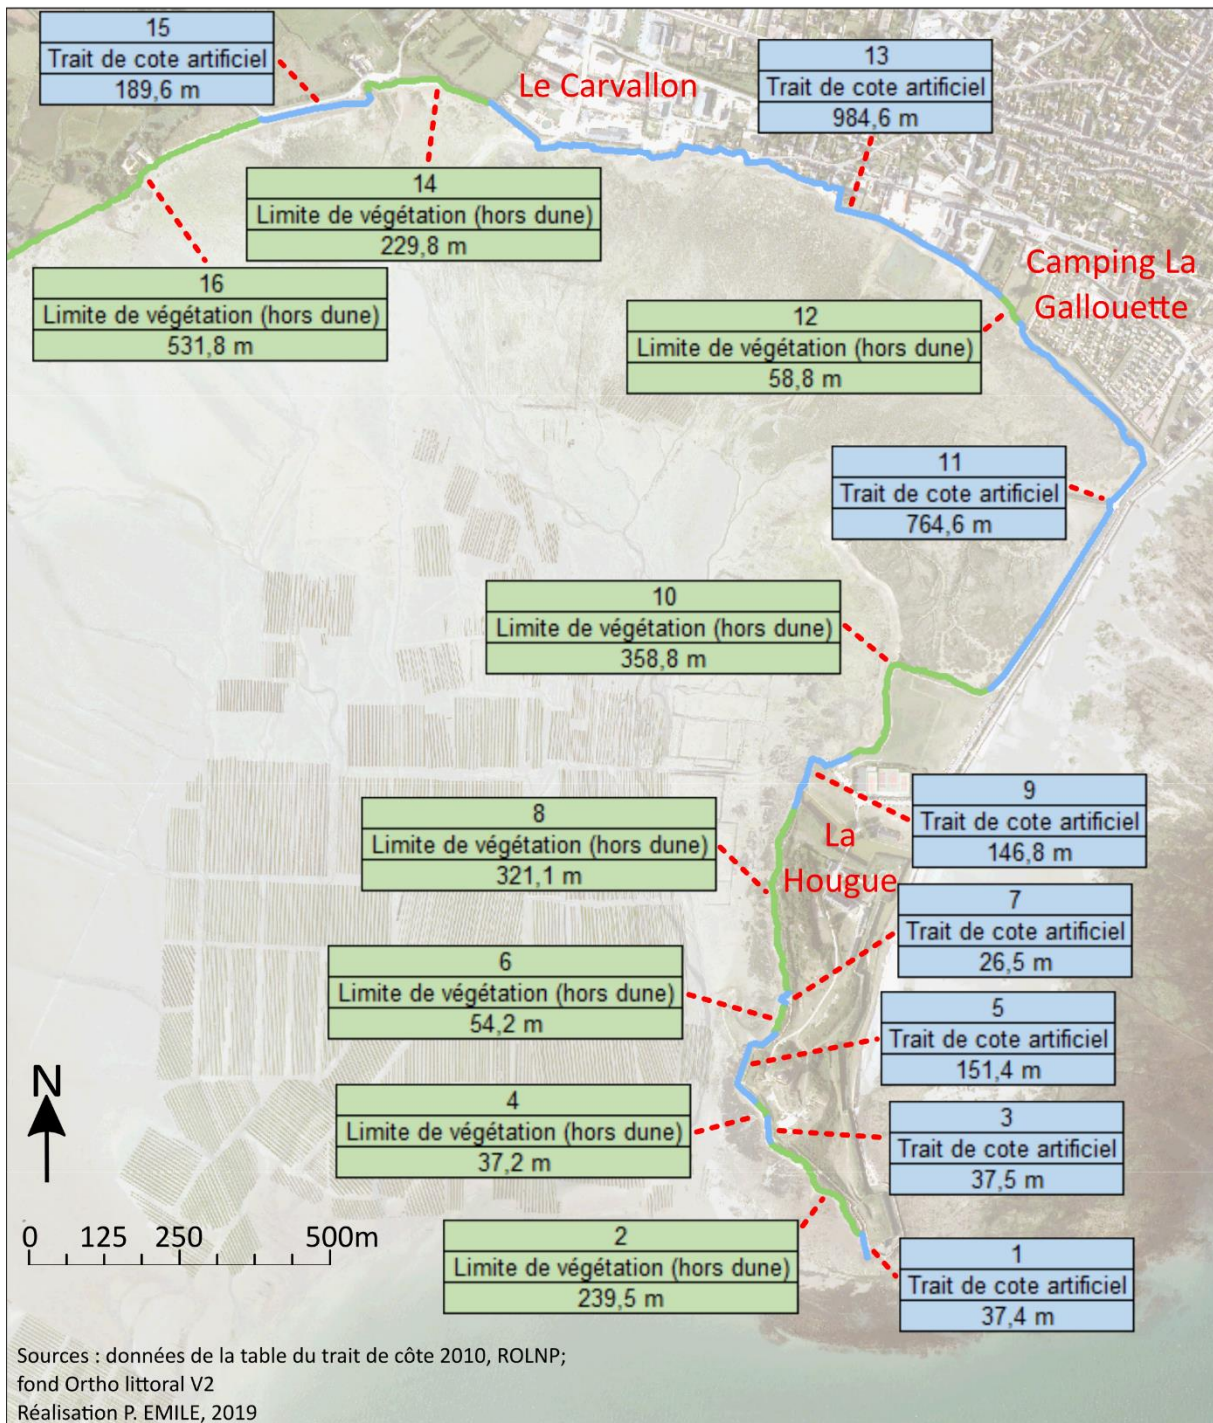 15
Trait de cote artificiel
189,6 m
Le Carvallon
13
Trait de cote artificiel
984,6 m
14
Limite de végétation (hors dune)
229,8 m
16
Limite de végétation (hors dune)
531,8 m
Camping La
Gallouette
12
Limite de végétation (hors dune)
58,8 m
11
Trait de cote artificiel
764,6 m
10
Limite de végétation (hors dune)
358,8 m
9
Trait de cote artificiel
146,8 m
8
Limite de végétation (hors dune)
321,1 m
La
Hougue
7
Trait de cote artificiel
26,5 m
6
Limite de végétation (hors dune)
54,2 m
5
Trait de cote artificiel
151,4 m
4
Limite de végétation (hors dune)
37,2 m
3
Trait de cote artificiel
37,5 m
2
Limite de végétation (hors dune)
239,5 m
1
Trait de cote artificiel
37,4 m
N
0 125 250 500m
Sources : données de la table du trait de côte 2010, ROLNP;
fond Ortho littoral V2
Réalisation P. EMILE, 2019